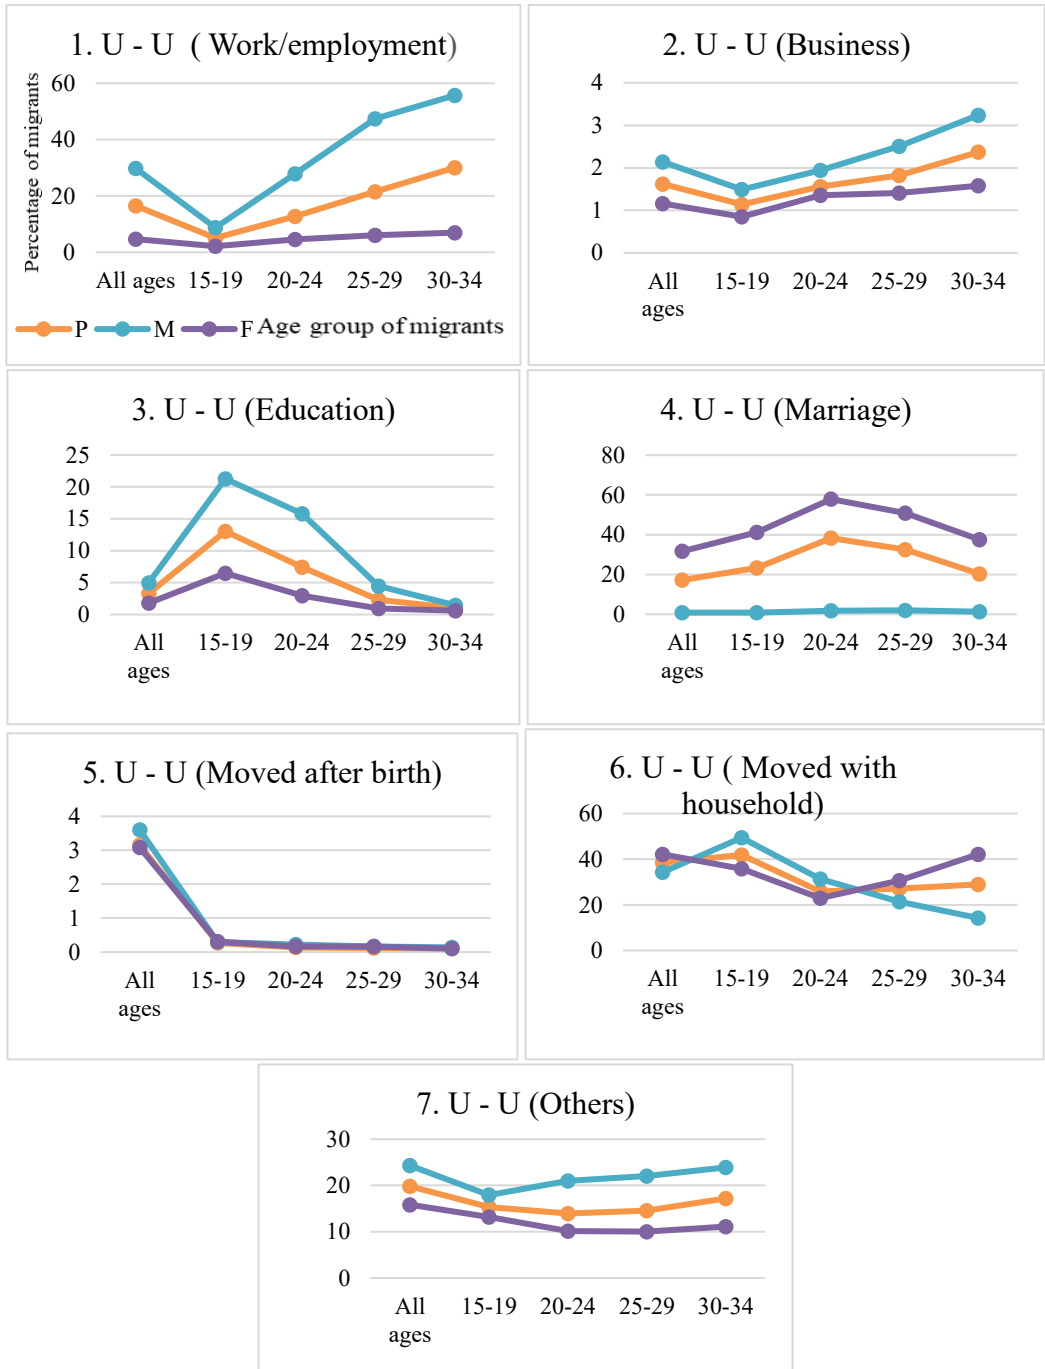 1. U - U ( Work/employment)
Percentage of migrants
60
40
20
0
All ages 15-19 20-24 25-29 30-34
P M F Age group of migrants
2. U - U (Business)
4
3
2
1
0
All ages 15-19 20-24 25-29 30-34
3. U - U (Education)
25
20
15
10
5
0
All ages 15-19 20-24 25-29 30-34
4. U - U (Marriage)
80
60
40
20
0
All ages 15-19 20-24 25-29 30-34
5. U - U (Moved after birth)
4
3
2
1
0
All ages 15-19 20-24 25-29 30-34
6. U - U ( Moved with
household)
60
40
20
0
All ages 15-19 20-24 25-29 30-34
7. U - U (Others)
30
20
10
0
All ages 15-19 20-24 25-29 30-34